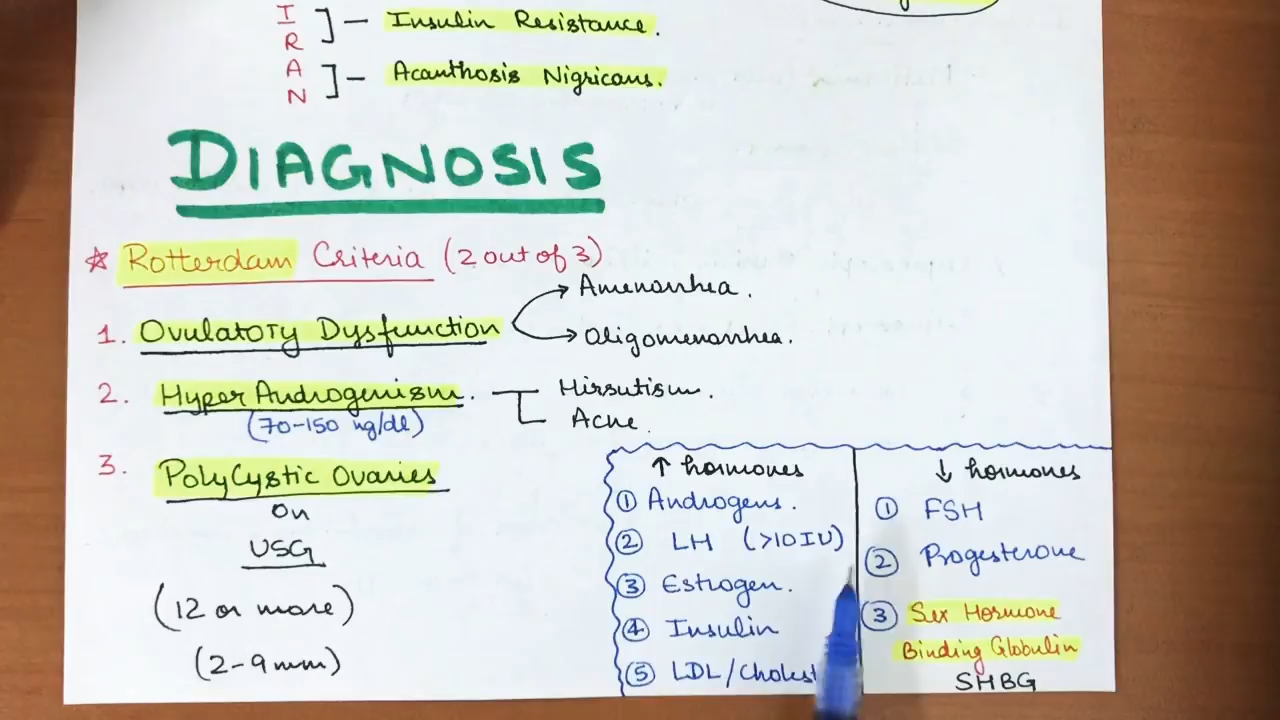 I
R ] — Insulin Resistance.
A
N ] — Acanthosis Nigricans.
DIAGNOSIS
☆ Rotterdam Criteria (2 out of 3)
1. Ovulatory Dysfunction → Amenorrhea.
→ Oligomenorrhea.
2. Hyper Androgenism. — Hirsutism.
Acne.
(70-150 ng/dl)
3. PolyCystic Ovaries
On
USG
(12 or more)
(2-9 mm)
↑ hormones
① Androgens.
② LH (>10IU)
③ Estrogen.
④ Insulin
⑤ LDL/Cholest
↓ hormones
① FSH
② Progesterone
③ Sex Hormone
Binding Globulin
SHBG